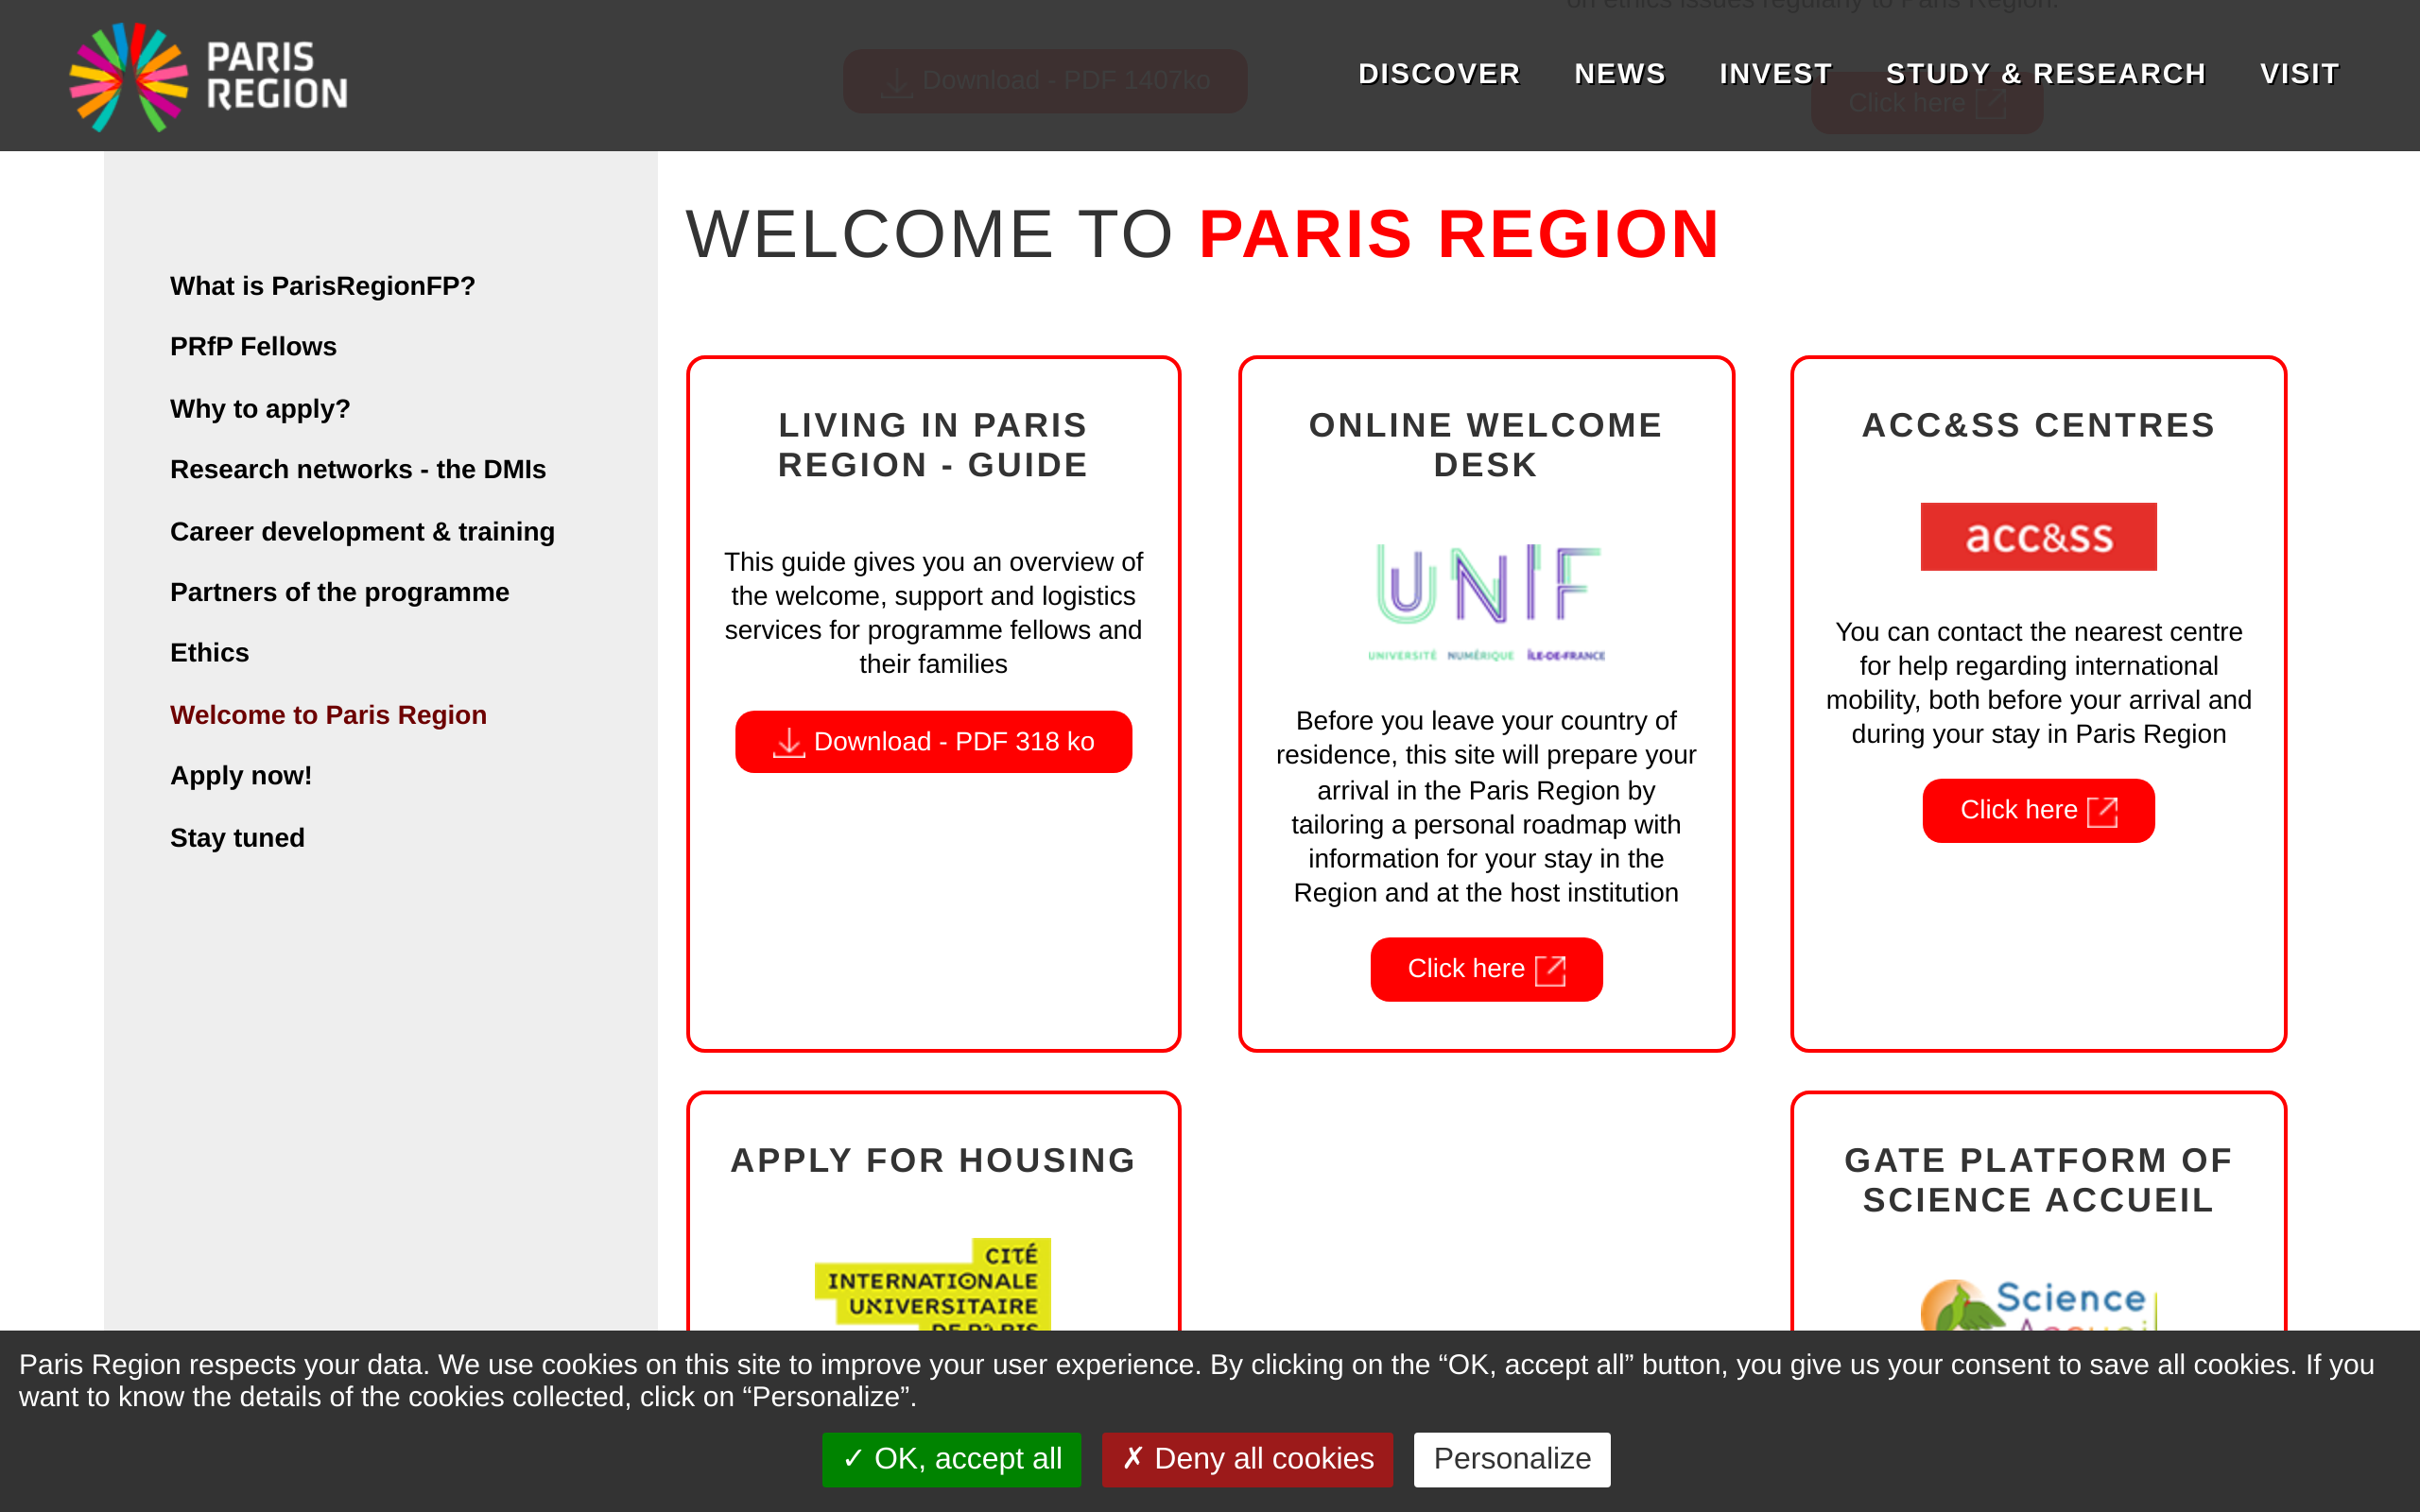 on ethics issues regularly to Paris Region.
PARIS
REGION
Download - PDF 1407ko
DISCOVER NEWS INVEST STUDY & RESEARCH VISIT
Click here
What is ParisRegionFP?
PRfP Fellows
Why to apply?
Research networks - the DMIs
Career development & training
Partners of the programme
Ethics
Welcome to Paris Region
Apply now!
Stay tuned
WELCOME TO PARIS REGION
LIVING IN PARIS
REGION - GUIDE
This guide gives you an overview of
the welcome, support and logistics
services for programme fellows and
their families
Download - PDF 318 ko
ONLINE WELCOME
DESK
UNIF
UNIVERSITÉ NUMÉRIQUE ÎLE-DE-FRANCE
Before you leave your country of
residence, this site will prepare your
arrival in the Paris Region by
tailoring a personal roadmap with
information for your stay in the
Region and at the host institution
Click here
ACC&SS CENTRES
acc&ss
You can contact the nearest centre
for help regarding international
mobility, both before your arrival and
during your stay in Paris Region
Click here
APPLY FOR HOUSING
CITÉ
INTERNATIONALE
UNIVERSITAIRE
DE PARIS
GATE PLATFORM OF
SCIENCE ACCUEIL
Science
Accueil
Paris Region respects your data. We use cookies on this site to improve your user experience. By clicking on the “OK, accept all” button, you give us your consent to save all cookies. If you
want to know the details of the cookies collected, click on “Personalize”.
✓ OK, accept all ✗ Deny all cookies Personalize